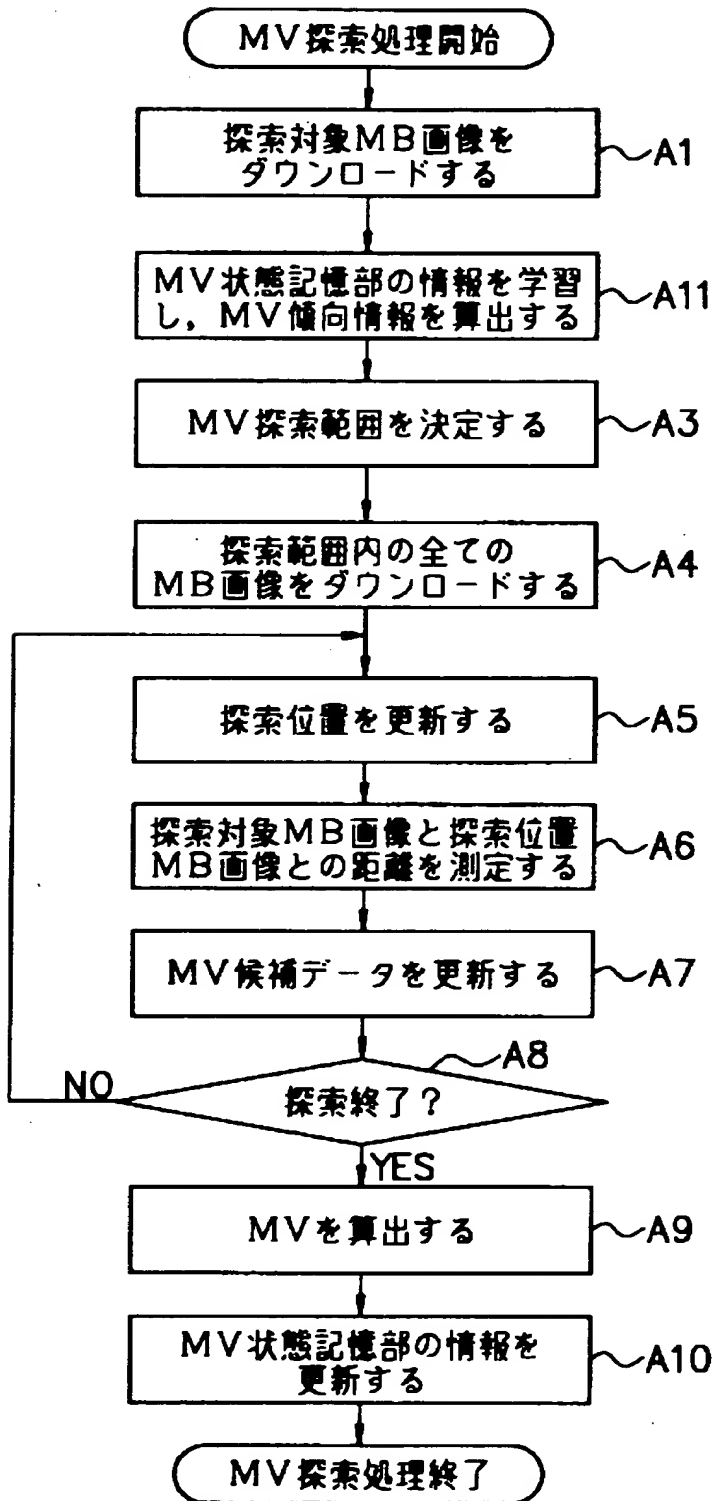 MV探索処理開始
探索対象MB画像を
ダウンロードする
A1
MV状態記憶部の情報を学習
し，MV傾向情報を算出する
A11
MV探索範囲を決定する
A3
探索範囲内の全ての
MB画像をダウンロードする
A4
探索位置を更新する
A5
探索対象MB画像と探索位置
MB画像との距離を測定する
A6
MV候補データを更新する
A7
A8
NO
探索終了？
YES
MVを算出する
A9
MV状態記憶部の情報を
更新する
A10
MV探索処理終了